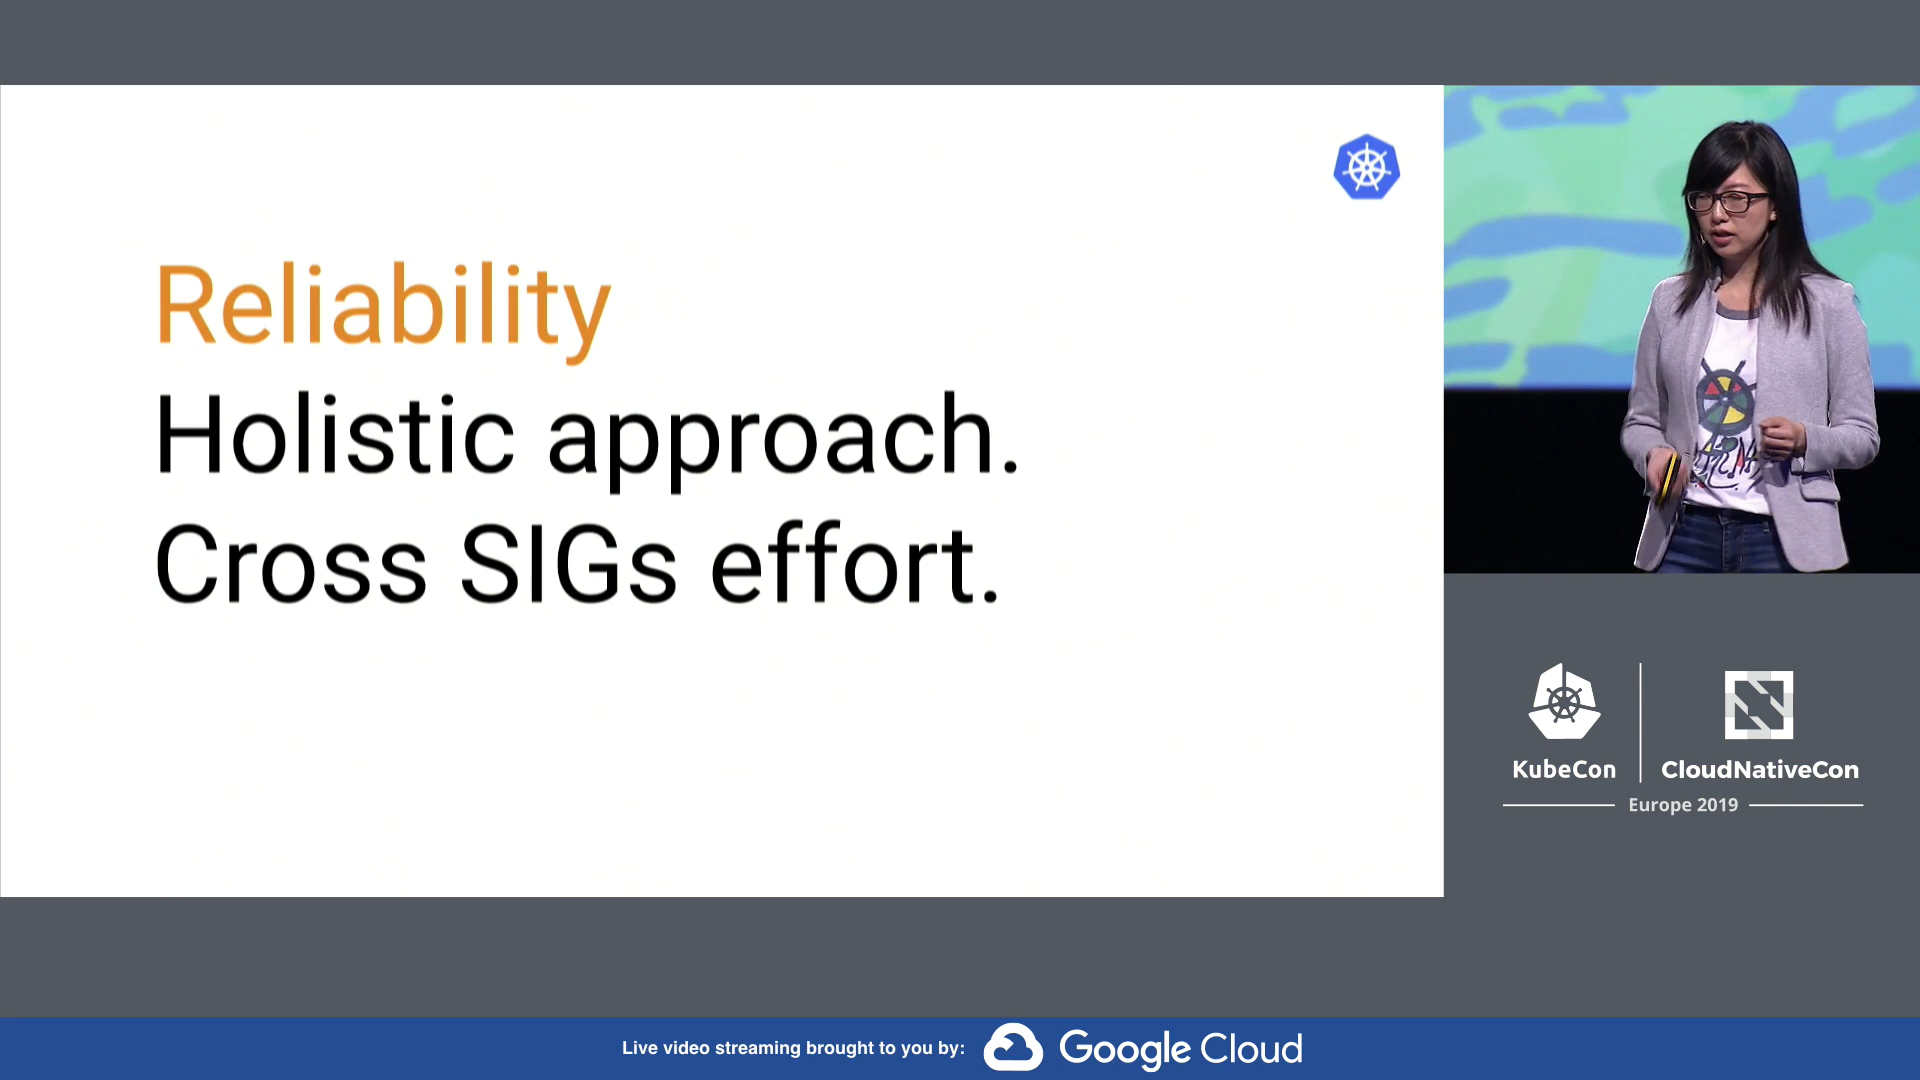 Reliability
Holistic approach.
Cross SIGs effort.
KubeCon
CloudNativeCon
Europe 2019
Live video streaming brought to you by:
Google Cloud